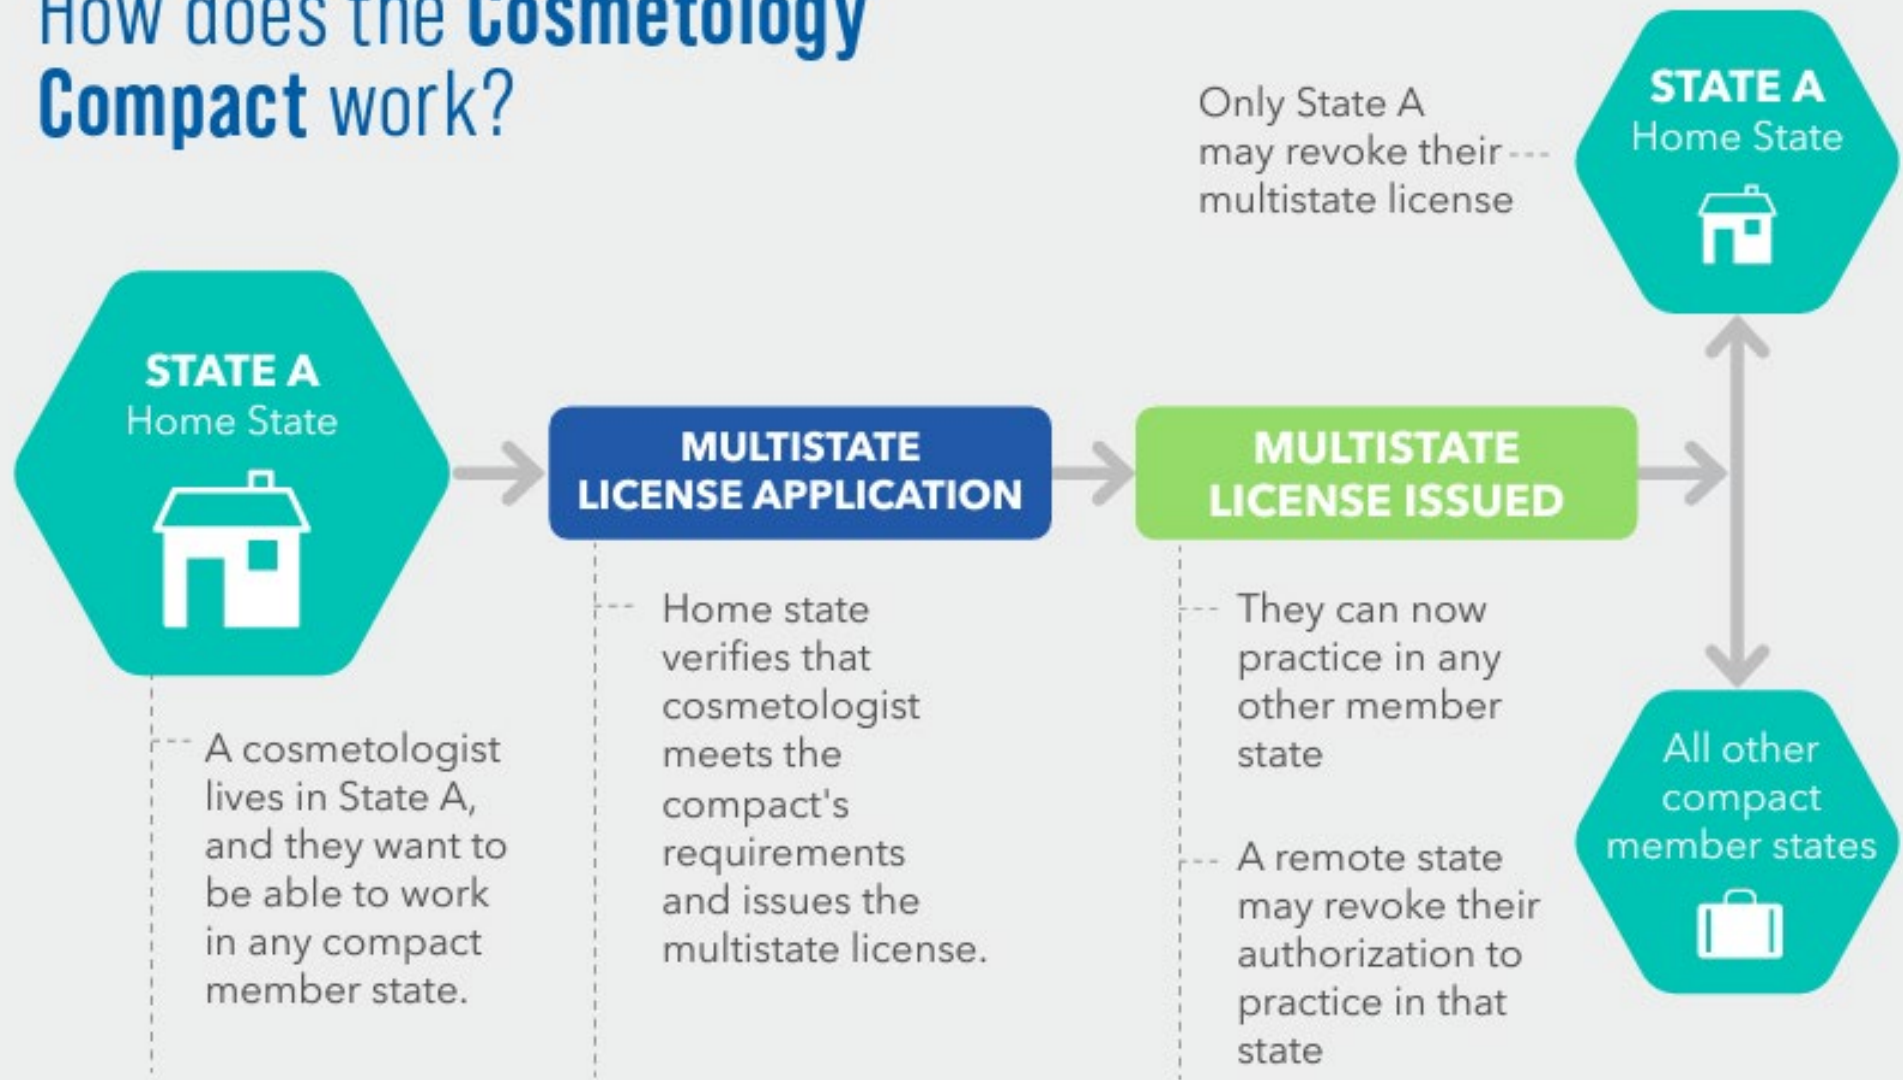 How does the Cosmetology
Compact work?
Only State A
may revoke their
multistate license
STATE A
Home State
STATE A
Home State
MULTISTATE
LICENSE APPLICATION
MULTISTATE
LICENSE ISSUED
A cosmetologist
lives in State A,
and they want to
be able to work
in any compact
member state.
Home state
verifies that
cosmetologist
meets the
compact's
requirements
and issues the
multistate license.
They can now
practice in any
other member
state
A remote state
may revoke their
authorization to
practice in that
state
All other
compact
member states